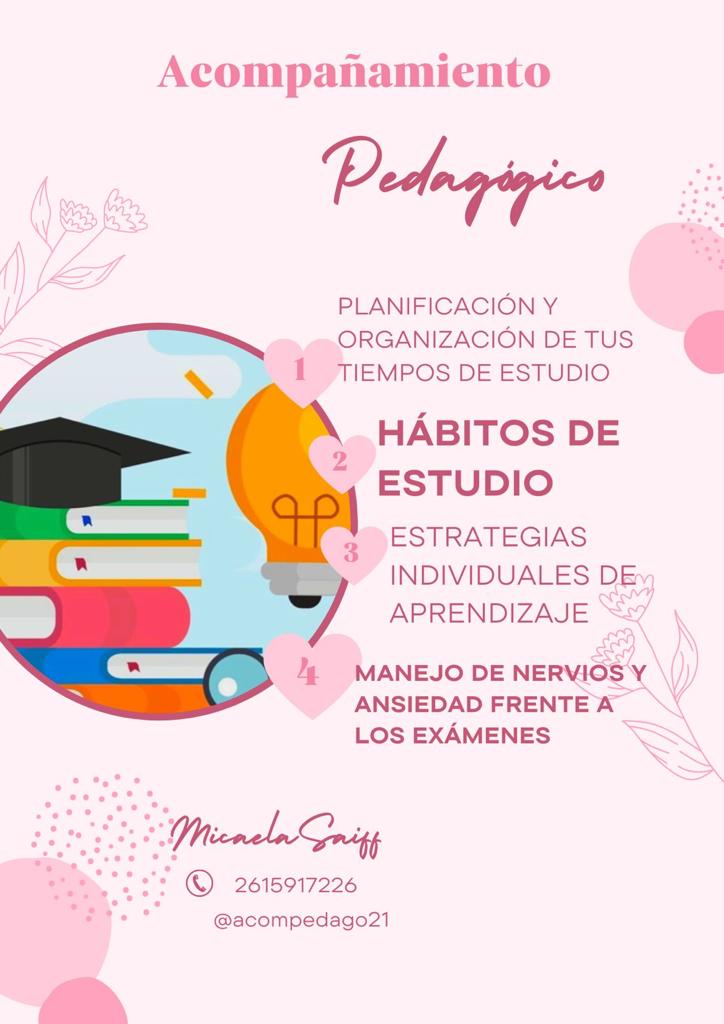 Acompañamiento
Pedagógico
1
PLANIFICACIÓN Y
ORGANIZACIÓN DE TUS
TIEMPOS DE ESTUDIO
2
HÁBITOS DE
ESTUDIO
3
ESTRATEGIAS
INDIVIDUALES DE
APRENDIZAJE
4
MANEJO DE NERVIOS Y
ANSIEDAD FRENTE A
LOS EXÁMENES
Micaela Saiff
2615917226
@acompedago21